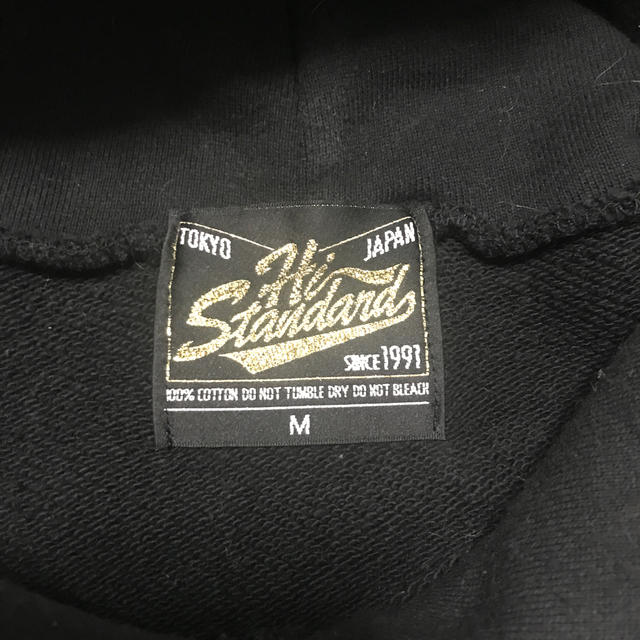 TOKYO JAPAN
Hi-
Standard
SINCE 1991
100% COTTON DO NOT TUMBLE DRY DO NOT BLEACH
M